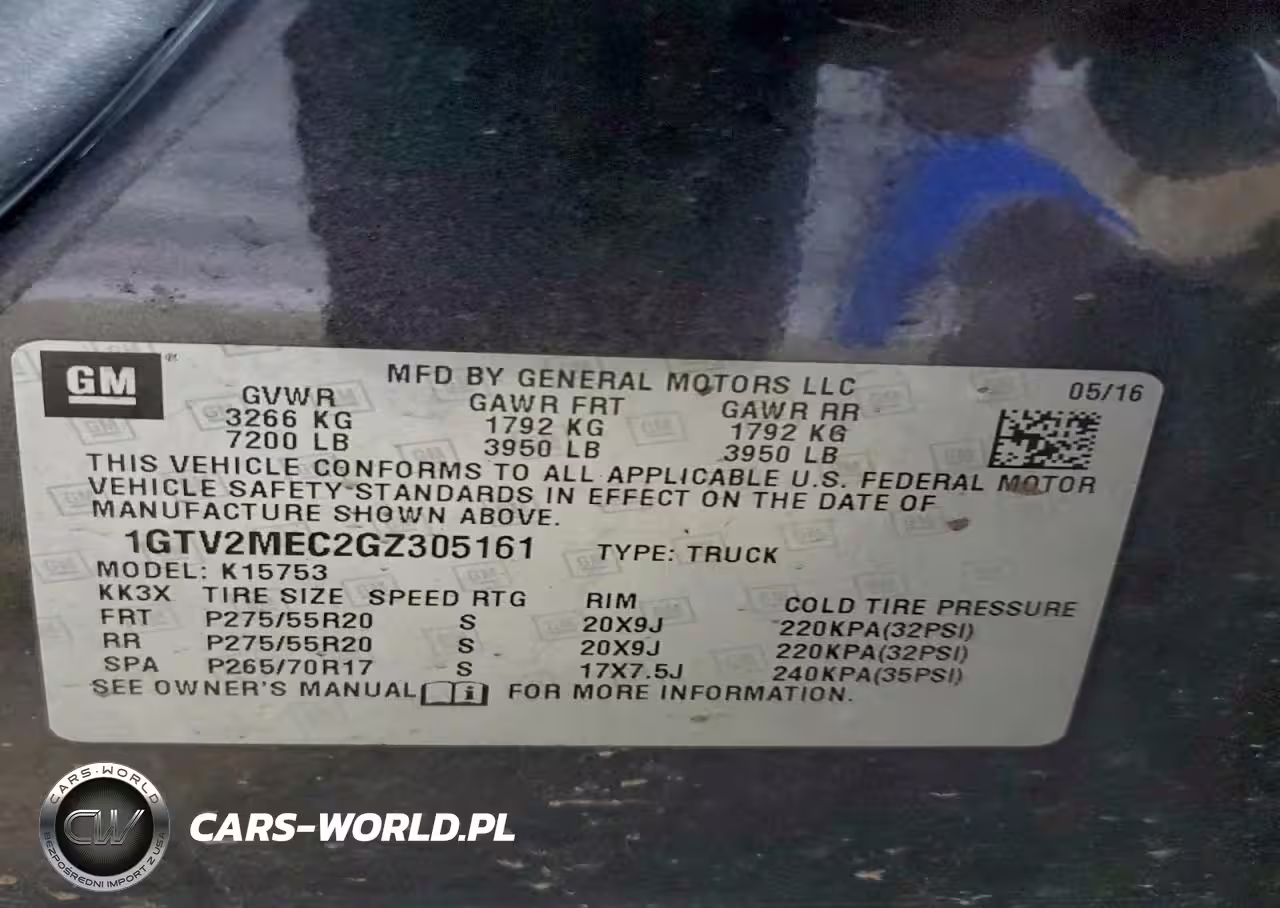 GM
MFD BY GENERAL MOTORS LLC
05/16
GVWR GAWR FRT GAWR RR
3266 KG 1792 KG 1792 KG
7200 LB 3950 LB 3950 LB
THIS VEHICLE CONFORMS TO ALL APPLICABLE U.S. FEDERAL MOTOR
VEHICLE SAFETY STANDARDS IN EFFECT ON THE DATE OF
MANUFACTURE SHOWN ABOVE.
1GTV2MEC2GZ305161 TYPE: TRUCK
MODEL: K15753
KK3X TIRE SIZE SPEED RTG RIM COLD TIRE PRESSURE
FRT P275/55R20 S 20X9J 220KPA(32PSI)
RR P275/55R20 S 20X9J 220KPA(32PSI)
SPA P265/70R17 S 17X7.5J 240KPA(35PSI)
SEE OWNER'S MANUAL i FOR MORE INFORMATION.
CARS-WORLD
CW
BEZPOŚREDNI IMPORT Z USA
CARS-WORLD.PL